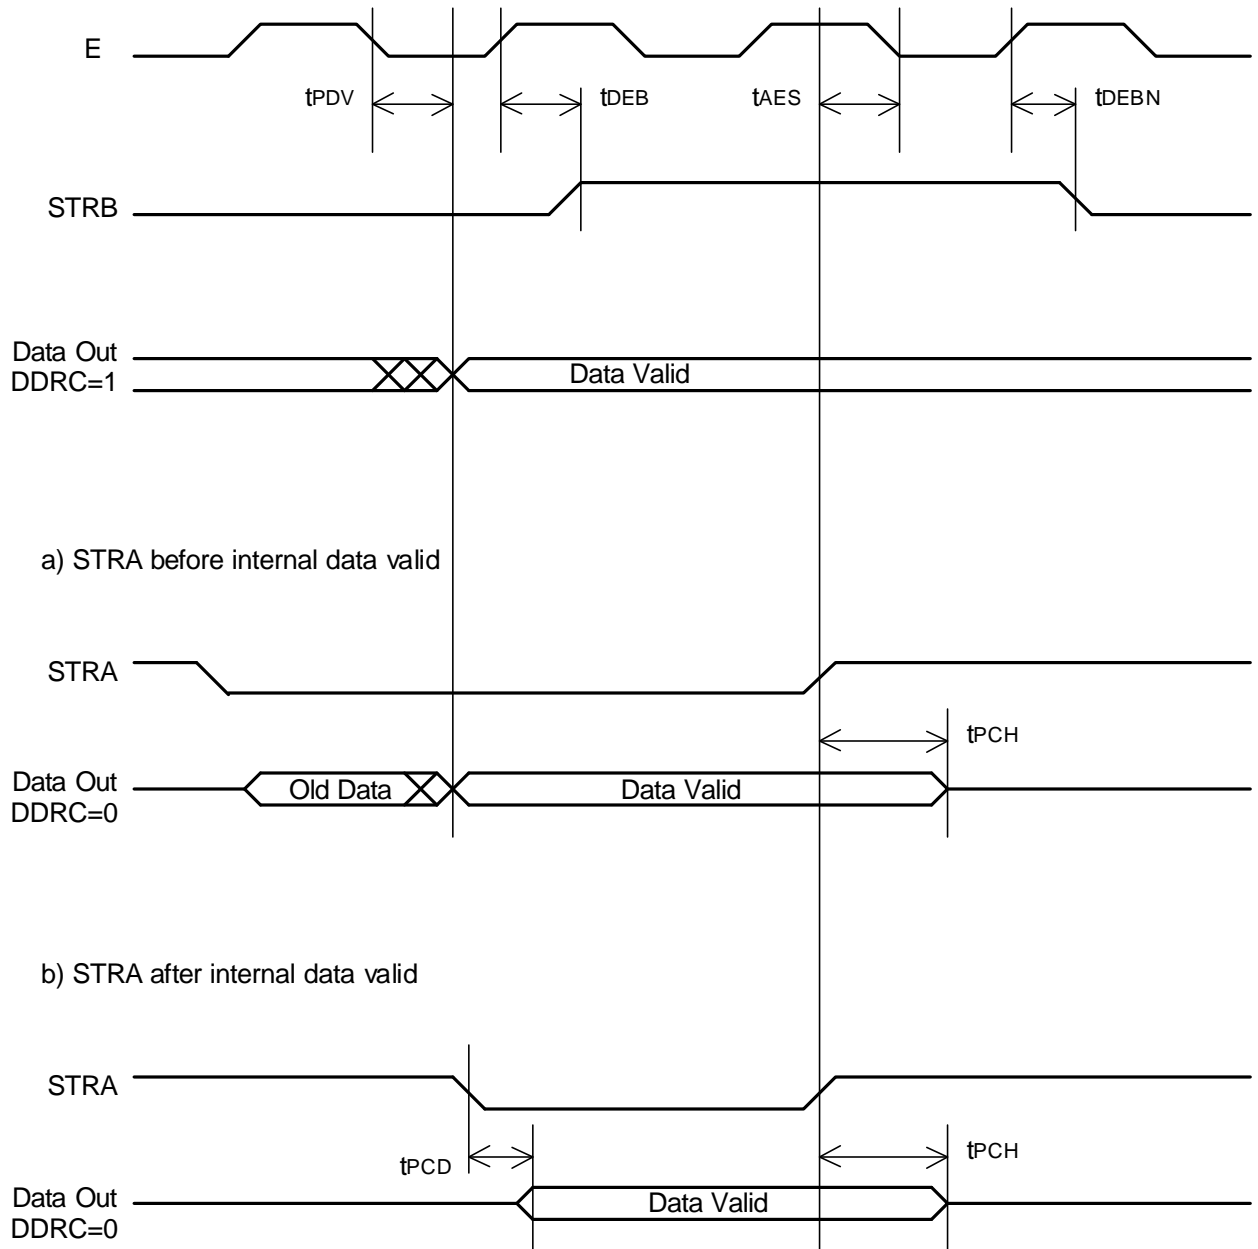 E
tPDV
tDEB
tAES
tDEBN
STRB
Data Out
DDRC=1
Data Valid
a) STRA before internal data valid
STRA
tPCH
Data Out
DDRC=0
Old Data
Data Valid
b) STRA after internal data valid
STRA
tPCD
tPCH
Data Out
DDRC=0
Data Valid